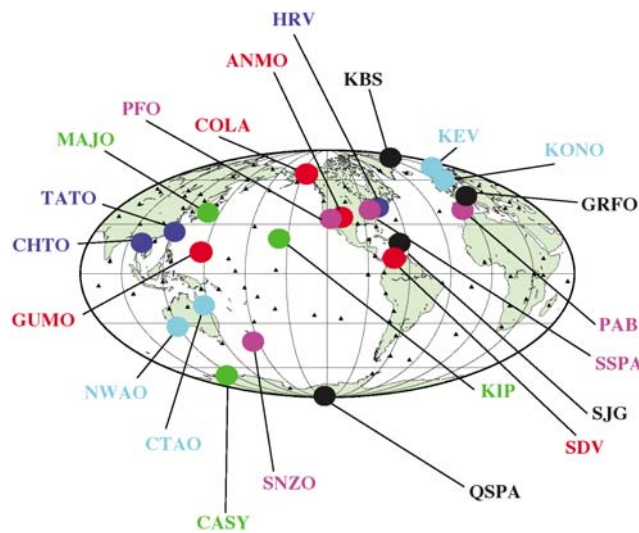 HRV
ANMO
KBS
PFO
COLA
KEV
MAJO
KONO
TATO
GRFO
CHTO
GUMO
PAB
SSPA
NWAO
KIP
SJG
CTAO
SDV
SNZO
QSPA
CASY